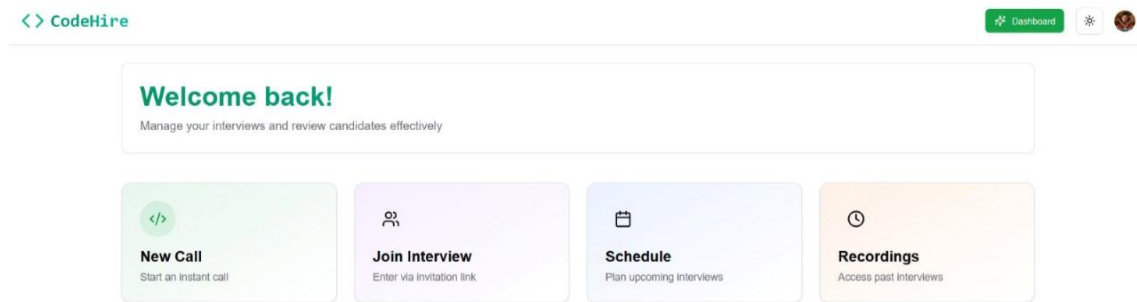 <> CodeHire
Dashboard
Welcome back!
Manage your interviews and review candidates effectively
</>
New Call
Start an instant call
Join Interview
Enter via invitation link
Schedule
Plan upcoming interviews
Recordings
Access past interviews